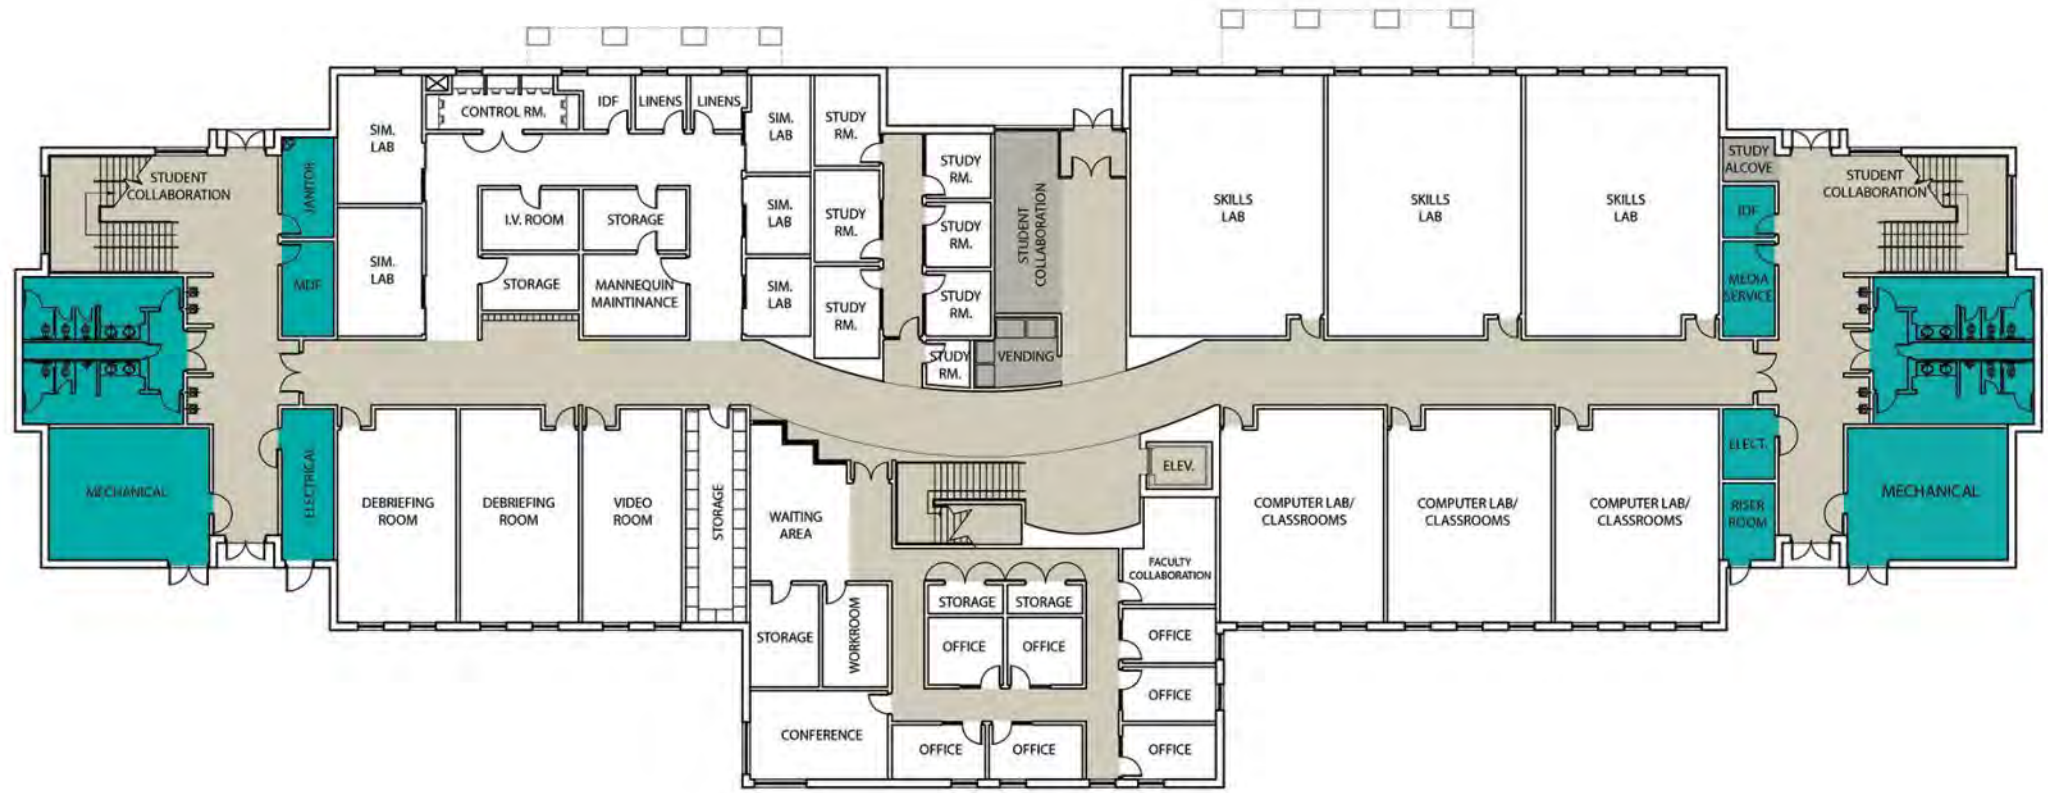 CONTROL RM.
IDF
LINENS
LINENS
SIM.
LAB
SIM.
LAB
STUDY
RM.
STUDENT
COLLABORATION
JANITOR
STUDY
RM.
STUDENT
COLLABORATION
SKILLS
LAB
SKILLS
LAB
SKILLS
LAB
STUDY
ALCOVE
STUDENT
COLLABORATION
I.V. ROOM
STORAGE
SIM.
LAB
STUDY
RM.
STUDY
RM.
IDF
SIM.
LAB
MDF
STORAGE
MANNEQUIN
MAINTINANCE
SIM.
LAB
STUDY
RM.
STUDY
RM.
MEDIA
SERVICE
STUDY
RM.
VENDING
MECHANICAL
ELECTRICAL
DEBRIEFING
ROOM
DEBRIEFING
ROOM
VIDEO
ROOM
STORAGE
WAITING
AREA
ELEV.
COMPUTER LAB/
CLASSROOMS
COMPUTER LAB/
CLASSROOMS
COMPUTER LAB/
CLASSROOMS
ELECT.
RISER
ROOM
MECHANICAL
FACULTY
COLLABORATION
STORAGE
STORAGE
STORAGE
WORKROOM
OFFICE
OFFICE
OFFICE
OFFICE
CONFERENCE
OFFICE
OFFICE
OFFICE